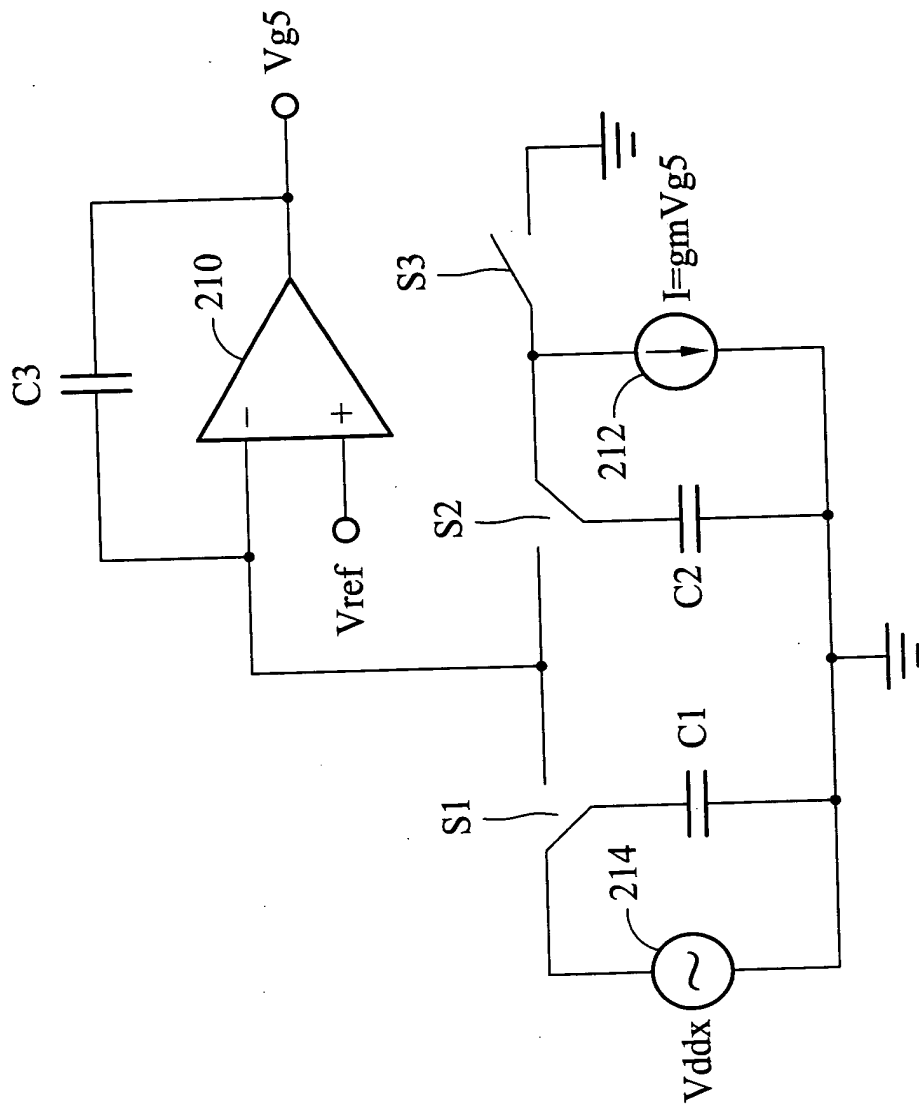 C3
210
Vg5
−
+
Vref
S1
S2
S3
C1
C2
212
I=gmVg5
214
~
Vddx